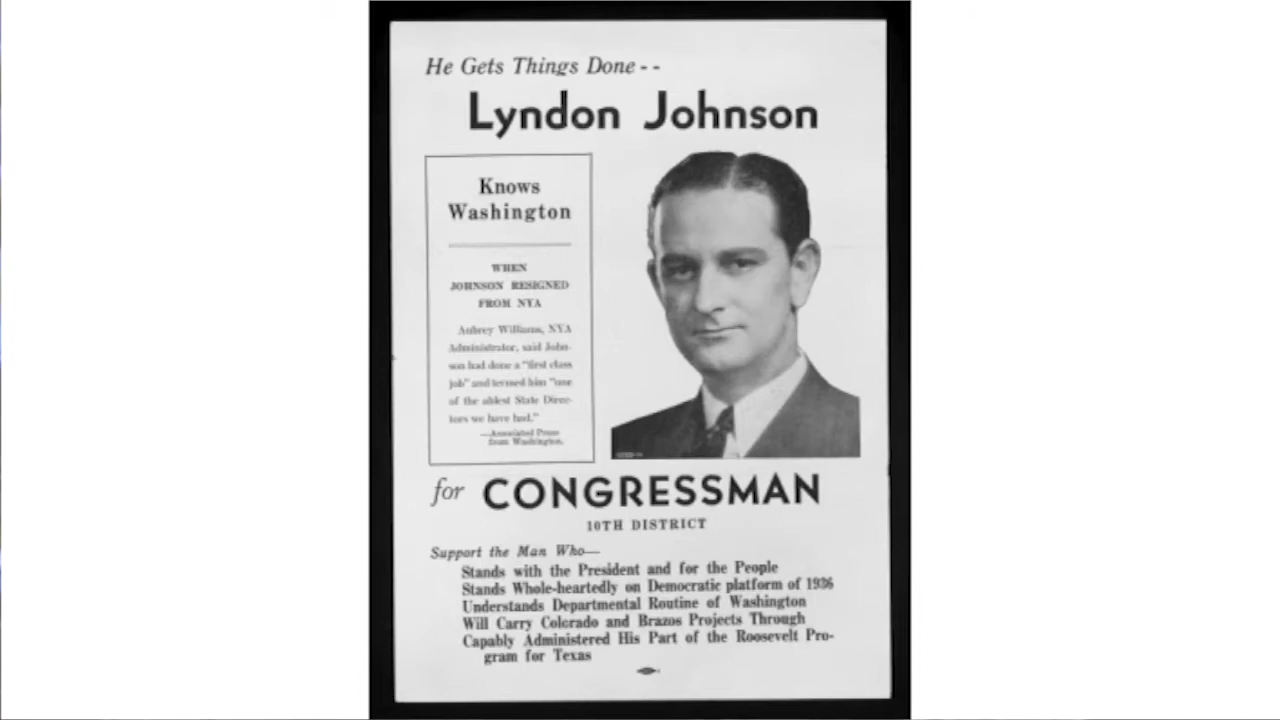 He Gets Things Done - -
Lyndon Johnson
Knows
Washington
WHEN
JOHNSON RESIGNED
FROM NYA
Aubrey Williams, NYA
Administrator, said John-
son had done a "first class
job" and termed him "one
of the ablest State Direc-
tors we have had."
—Associated Press
from Washington.
for CONGRESSMAN
10TH DISTRICT
Support the Man Who—
Stands with the President and for the People
Stands Whole-heartedly on Democratic platform of 1936
Understands Departmental Routine of Washington
Will Carry Colorado and Brazos Projects Through
Capably Administered His Part of the Roosevelt Pro-
gram for Texas